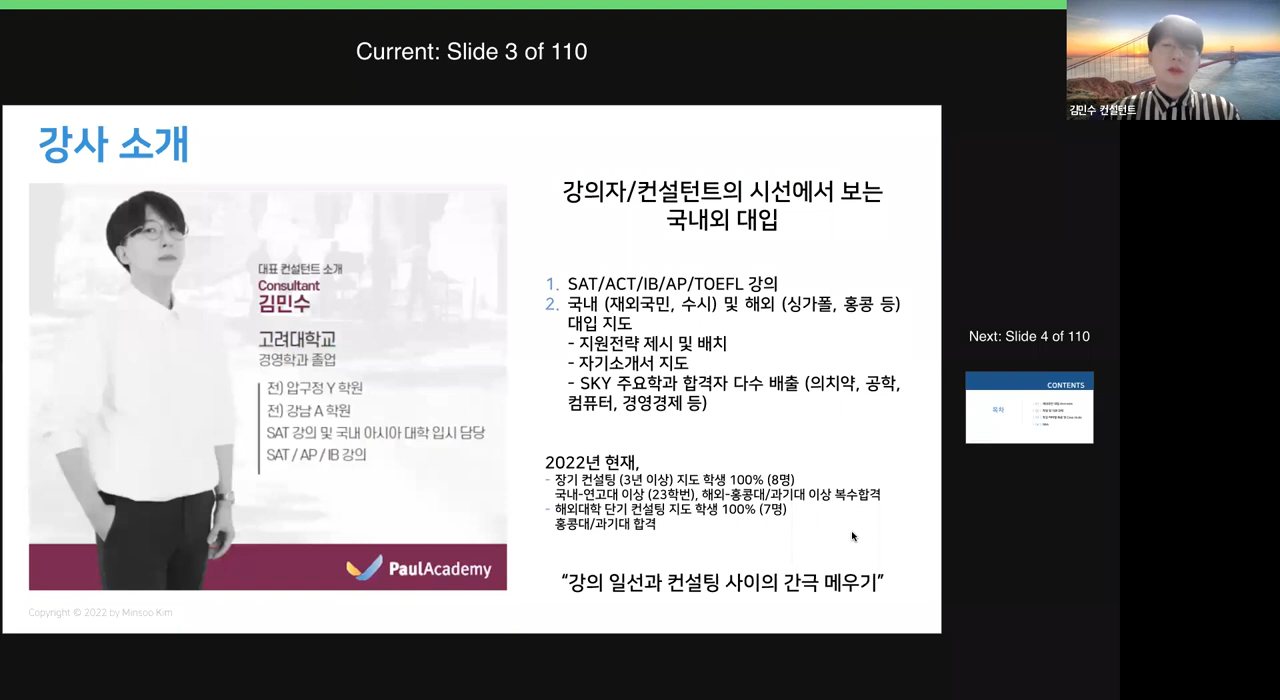 Current: Slide 3 of 110
김민수 컨설턴트
강사 소개
대표 컨설턴트 소개
Consultant
김민수
고려대학교
경영학과 졸업
전) 압구정 Y 학원
전) 강남 A 학원
SAT 강의 및 국내 아시아 대학 입시 담당
SAT / AP / IB 강의
PaulAcademy
Copyright © 2022 by Minsoo Kim
강의자/컨설턴트의 시선에서 보는
국내외 대입
1. SAT/ACT/IB/AP/TOEFL 강의
2. 국내 (재외국민, 수시) 및 해외 (싱가폴, 홍콩 등)
대입 지도
- 지원전략 제시 및 배치
- 자기소개서 지도
- SKY 주요학과 합격자 다수 배출 (의치약, 공학,
컴퓨터, 경영경제 등)
2022년 현재,
- 장기 컨설팅 (3년 이상) 지도 학생 100% (8명)
국내-연고대 이상 (23학번), 해외-홍콩대/과기대 이상 복수합격
- 해외대학 단기 컨설팅 지도 학생 100% (7명)
홍콩대/과기대 합격
“강의 일선과 컨설팅 사이의 간극 메우기”
Next: Slide 4 of 110
CONTENTS
목차